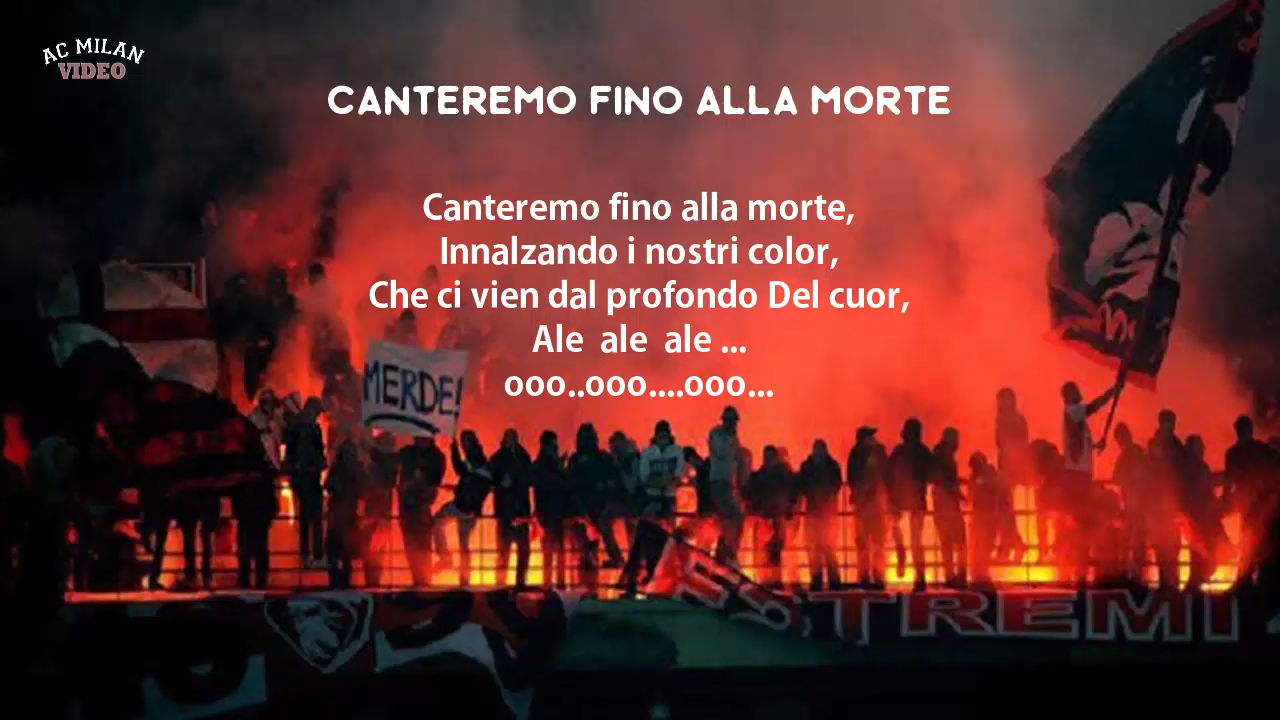 AC MILAN
VIDEO
CANTEREMO FINO ALLA MORTE
Canteremo fino alla morte,
Innalzando i nostri color,
Che ci vien dal profondo Del cuor,
Ale ale ale ...
ooo..ooo....ooo...
MERDE!
ESTREMI